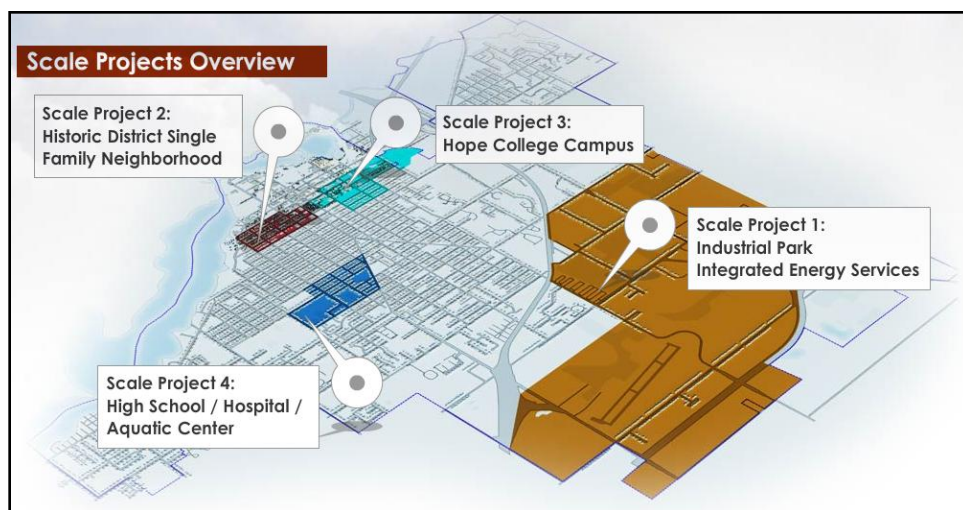 Scale Projects Overview
Scale Project 2:
Historic District Single
Family Neighborhood
Scale Project 3:
Hope College Campus
Scale Project 1:
Industrial Park
Integrated Energy Services
Scale Project 4:
High School / Hospital /
Aquatic Center